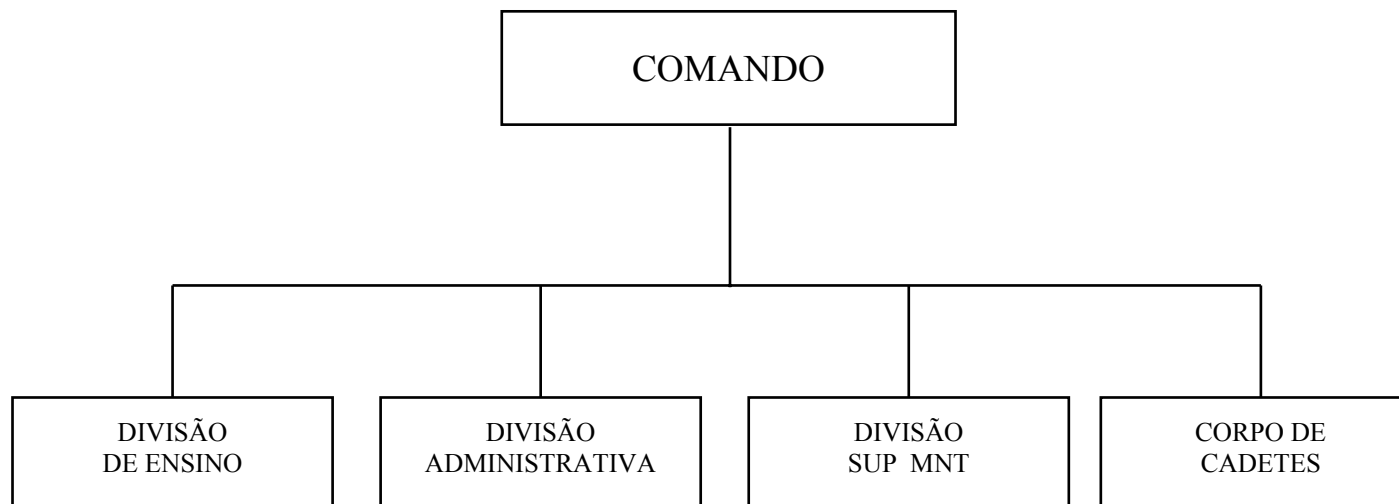 COMANDO
DIVISÃO
DE ENSINO
DIVISÃO
ADMINISTRATIVA
DIVISÃO
SUP MNT
CORPO DE
CADETES